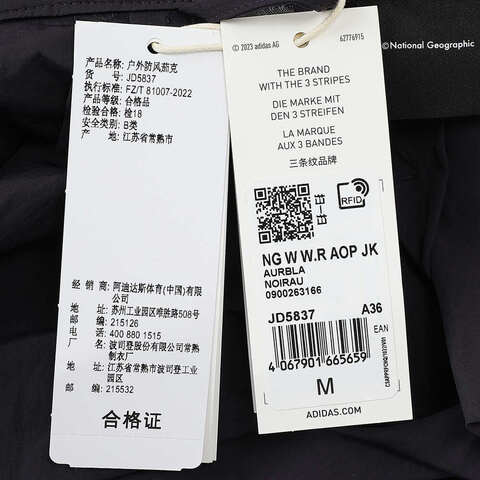 产品名称: 户外防风茄克
货 号: JD5837
执行标准: FZ/T 81007-2022
产品等级: 合格品
检验合格: 检18
安全类别: B类
产 地: 江苏省常熟市
经 销 商: 阿迪达斯体育(中国)有限
公司
地 址: 苏州工业园区唯胜路508号
邮 编: 215126
电 话: 400 880 1515
厂 名: 波司登股份有限公司常熟
制衣厂
地 址: 江苏省常熟市波司登工业
园区
邮 编: 215532
合格证
© 2023 adidas AG
62776915
THE BRAND
WITH THE 3 STRIPES
DIE MARKE MIT
DEN 3 STREIFEN
LA MARQUE
AUX 3 BANDES
三条纹品牌
RFID
NG W W.R AOP JK
AURBLA
NOIRAU
0900263166
JD5837 A36
EAN
4 067901 665659
M
ADIDAS.COM
©National Geographic